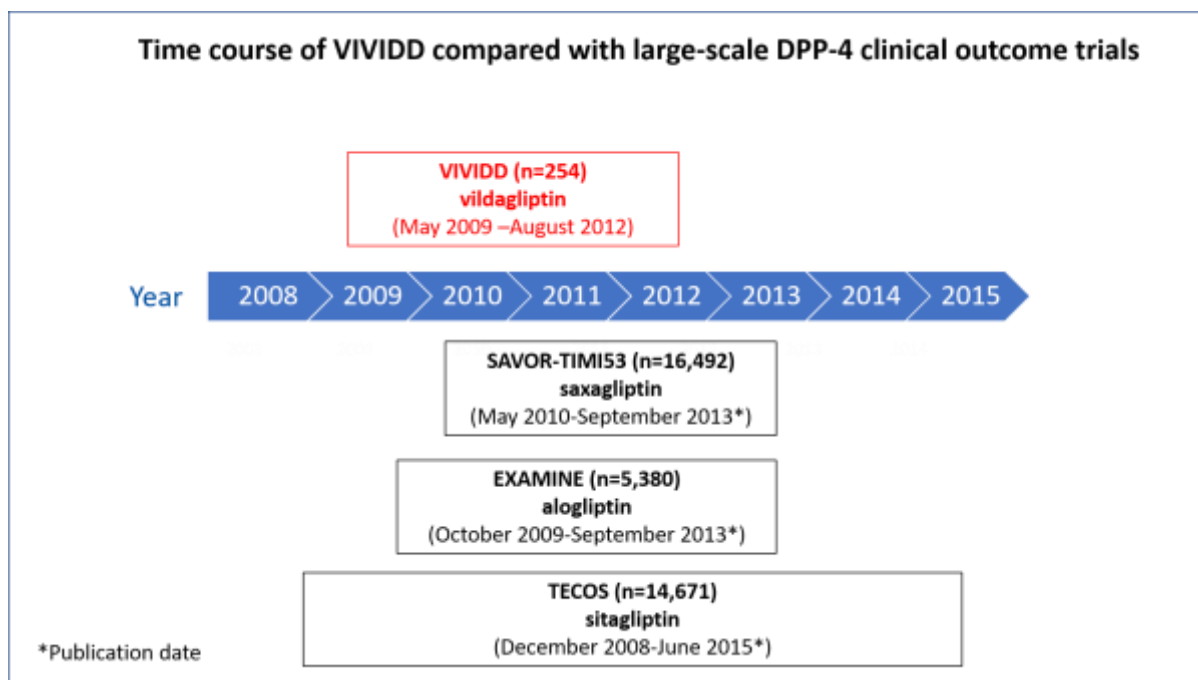 Time course of VIVIDD compared with large-scale DPP-4 clinical outcome trials
VIVIDD (n=254)
vildagliptin
(May 2009 –August 2012)
Year 2008 2009 2010 2011 2012 2013 2014 2015
SAVOR-TIMI53 (n=16,492)
saxagliptin
(May 2010-September 2013*)
EXAMINE (n=5,380)
alogliptin
(October 2009-September 2013*)
TECOS (n=14,671)
sitagliptin
(December 2008-June 2015*)
*Publication date